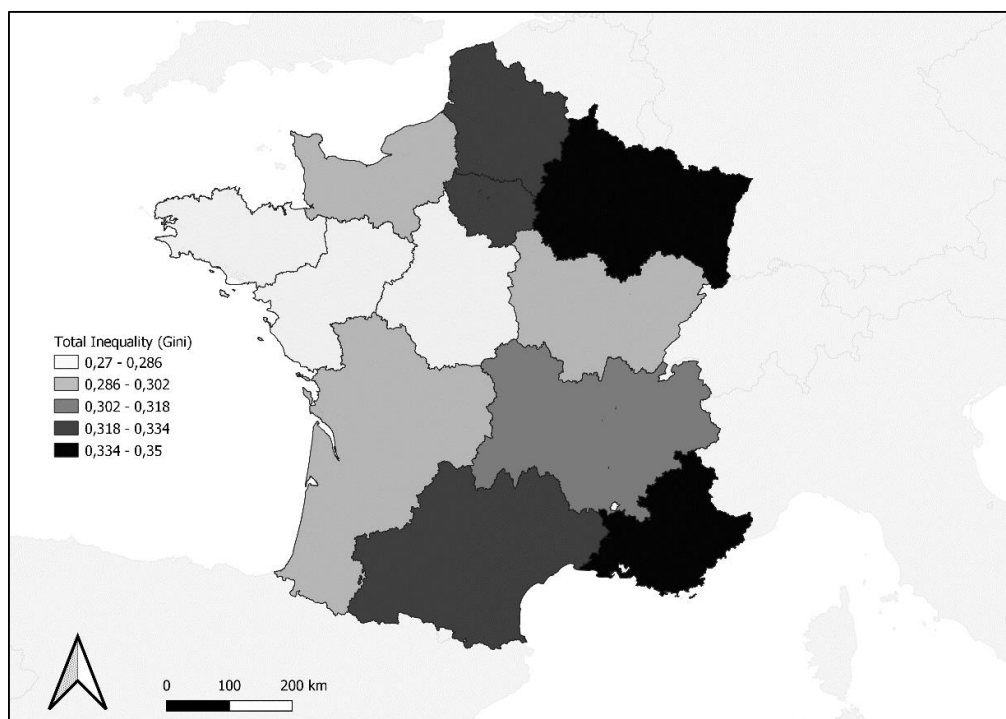 Total Inequality (Gini)
0,27 - 0,286
0,286 - 0,302
0,302 - 0,318
0,318 - 0,334
0,334 - 0,35
0 100 200 km